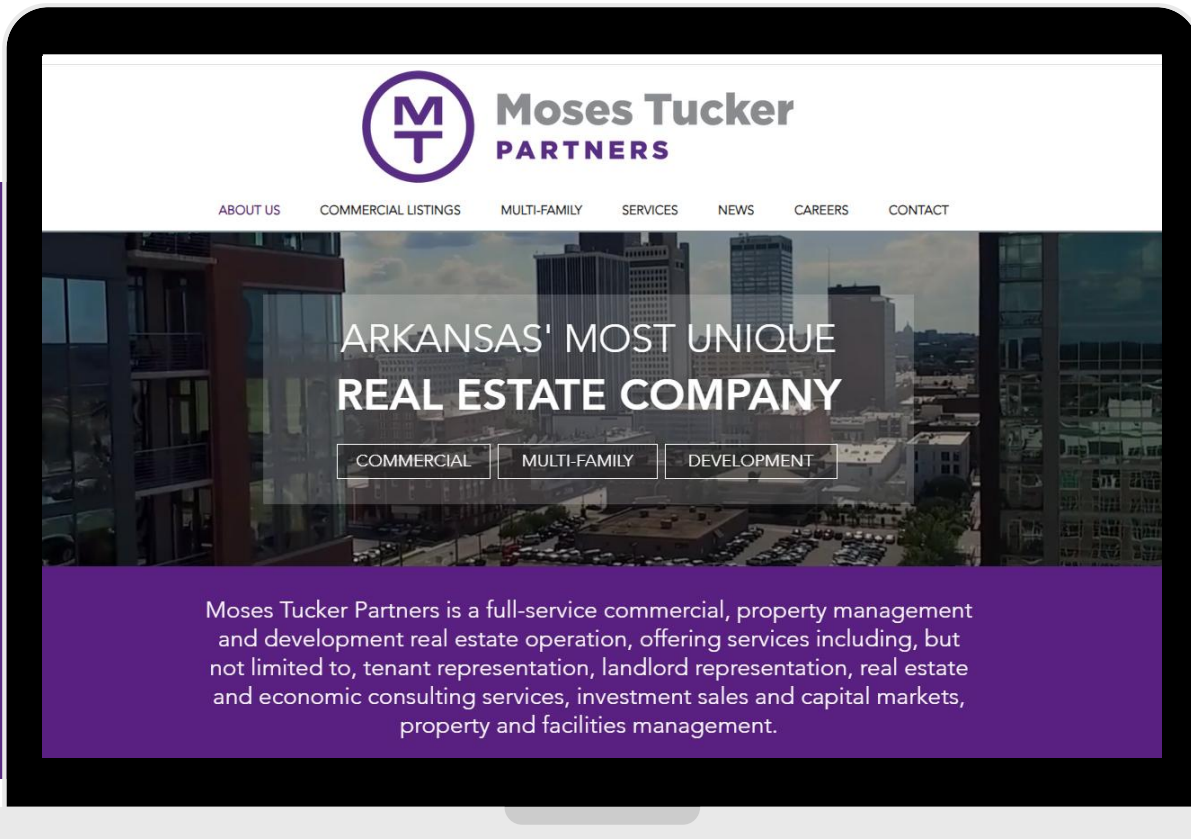 MT
Moses Tucker
PARTNERS
ABOUT US COMMERCIAL LISTINGS MULTI-FAMILY SERVICES NEWS CAREERS CONTACT
ARKANSAS' MOST UNIQUE
REAL ESTATE COMPANY
COMMERCIAL MULTI-FAMILY DEVELOPMENT
Moses Tucker Partners is a full-service commercial, property management
and development real estate operation, offering services including, but
not limited to, tenant representation, landlord representation, real estate
and economic consulting services, investment sales and capital markets,
property and facilities management.